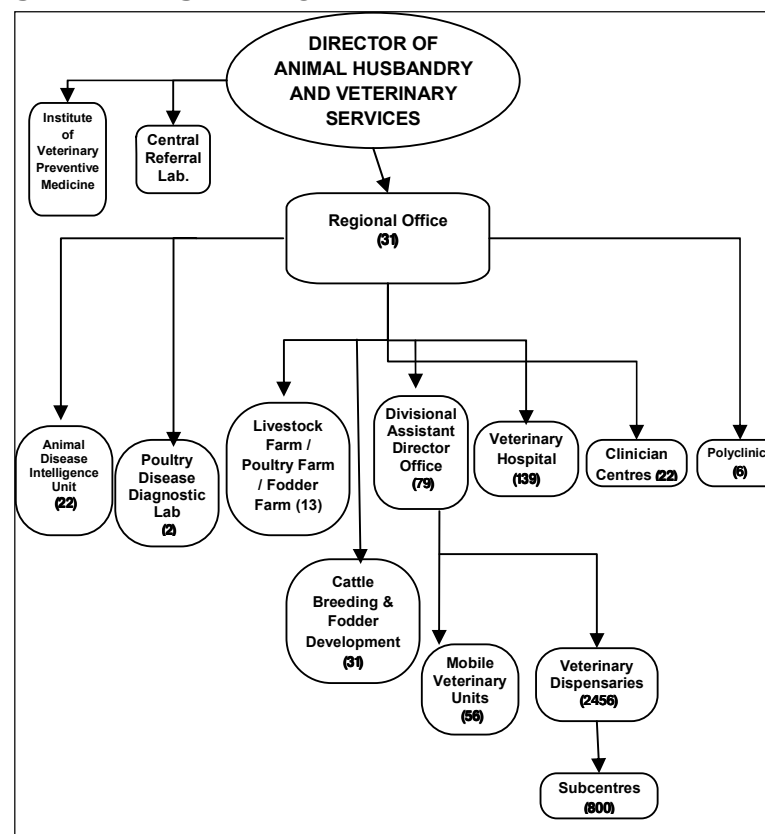 DIRECTOR OF
ANIMAL HUSBANDRY
AND VETERINARY
SERVICES
Institute
of
Veterinary
Preventive
Medicine
Central
Referral
Lab.
Regional Office
(31)
Animal
Disease
Intelligence
Unit
(22)
Poultry
Disease
Diagnostic
Lab
(2)
Livestock
Farm /
Poultry Farm
/ Fodder
Farm (13)
Divisional
Assistant
Director
Office
(79)
Veterinary
Hospital
(139)
Clinician
Centres (22)
Polyclinic
(6)
Cattle
Breeding &
Fodder
Development
(31)
Mobile
Veterinary
Units
(56)
Veterinary
Dispensaries
(2456)
Subcentres
(800)